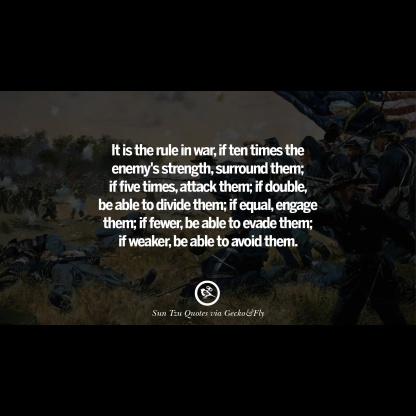 It is the rule in war, if ten times the
enemy's strength, surround them;
if five times, attack them; if double,
be able to divide them; if equal, engage
them; if fewer, be able to evade them;
if weaker, be able to avoid them.
Sun Tzu Quotes via Gecko&Fly